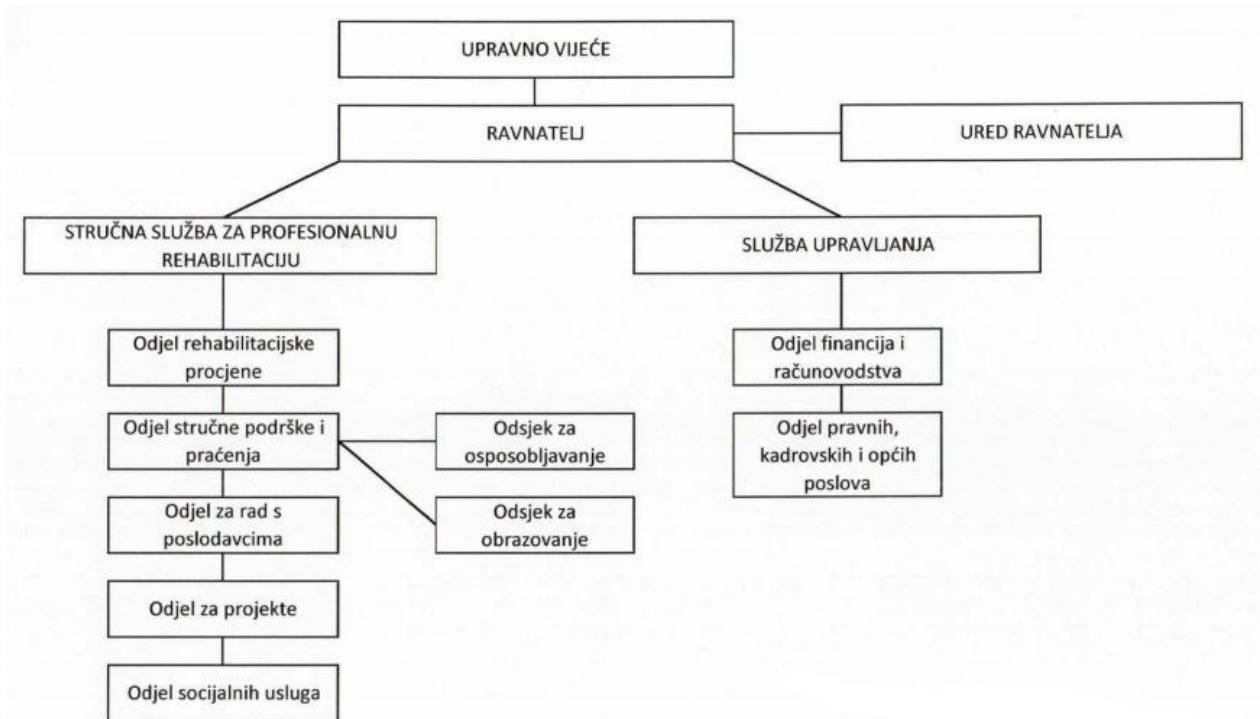 UPRAVNO VIJEĆE
RAVNATELJ
URED RAVNATELJA
STRUČNA SLUŽBA ZA PROFESIONALNU
REHABILITACIJU
SLUŽBA UPRAVLJANJA
Odjel rehabilitacijske
procjene
Odjel financija i
računovodstva
Odjel stručne podrške i
praćenja
Odsjek za
osposobljavanje
Odjel pravnih,
kadrovskih i općih
poslova
Odjel za rad s
poslodavcima
Odsjek za
obrazovanje
Odjel za projekte
Odjel socijalnih usluga